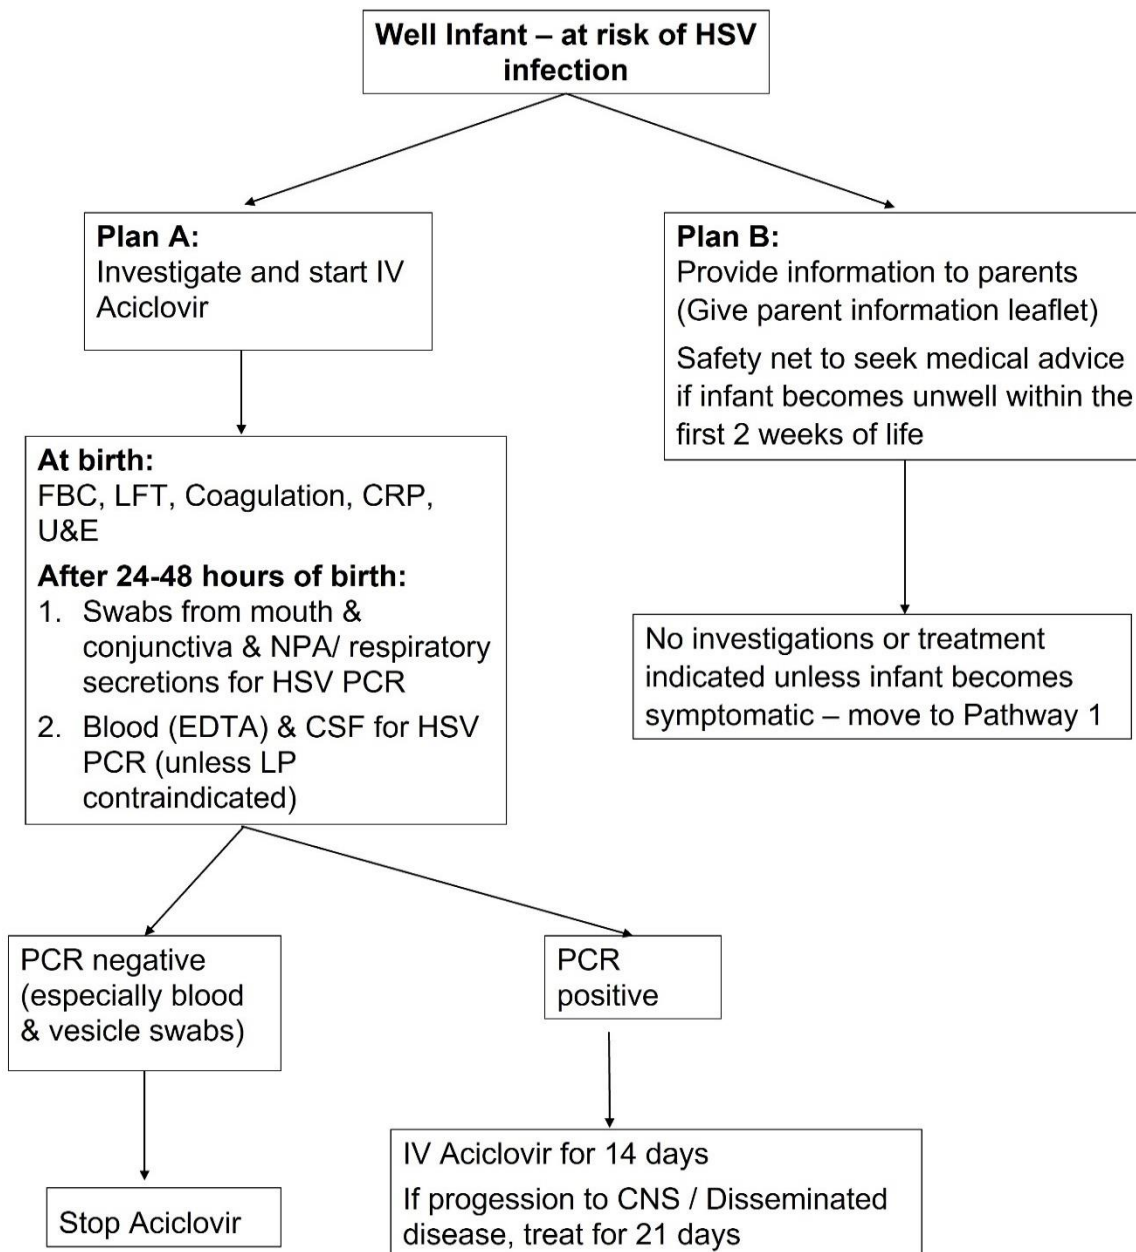 Well Infant – at risk of HSV
infection
Plan A:
Investigate and start IV
Aciclovir
Plan B:
Provide information to parents
(Give parent information leaflet)
Safety net to seek medical advice
if infant becomes unwell within the
first 2 weeks of life
At birth:
FBC, LFT, Coagulation, CRP,
U&E
After 24-48 hours of birth:
1. Swabs from mouth &
conjunctiva & NPA/ respiratory
secretions for HSV PCR
2. Blood (EDTA) & CSF for HSV
PCR (unless LP
contraindicated)
No investigations or treatment
indicated unless infant becomes
symptomatic – move to Pathway 1
PCR negative
(especially blood
& vesicle swabs)
PCR
positive
Stop Aciclovir
IV Aciclovir for 14 days
If progession to CNS / Disseminated
disease, treat for 21 days